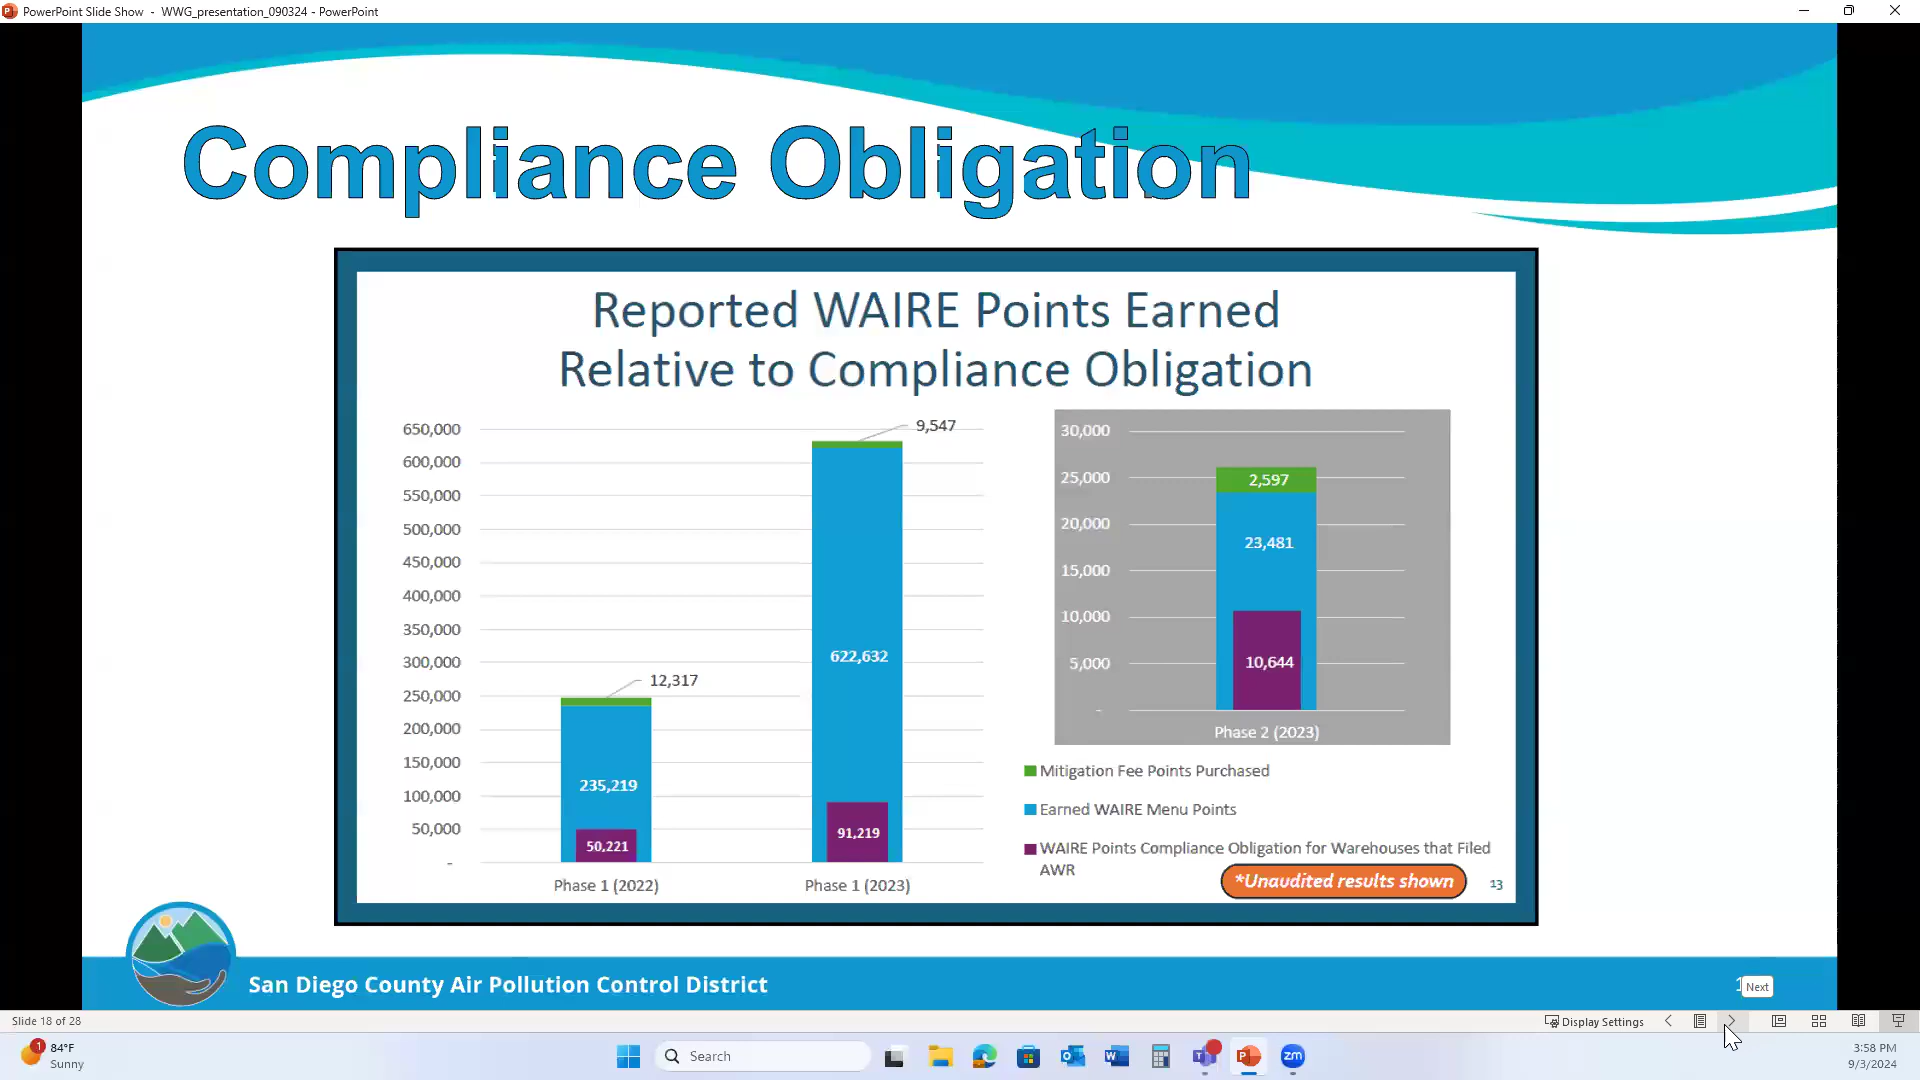 PowerPoint Slide Show - WWG_presentation_090324 - PowerPoint
Compliance Obligation
Reported WAIRE Points Earned
Relative to Compliance Obligation
650,000
600,000
550,000
500,000
450,000
400,000
350,000
300,000
250,000
200,000
150,000
100,000
50,000
-
9,547
622,632
91,219
12,317
235,219
50,221
Phase 1 (2022)
Phase 1 (2023)
30,000
25,000
20,000
15,000
10,000
5,000
-
2,597
23,481
10,644
Phase 2 (2023)
Mitigation Fee Points Purchased
Earned WAIRE Menu Points
WAIRE Points Compliance Obligation for Warehouses that Filed
AWR
*Unaudited results shown
13
San Diego County Air Pollution Control District
Next
Slide 18 of 28
Display Settings
1
84°F
Sunny
Search
zm
3:58 PM
9/3/2024